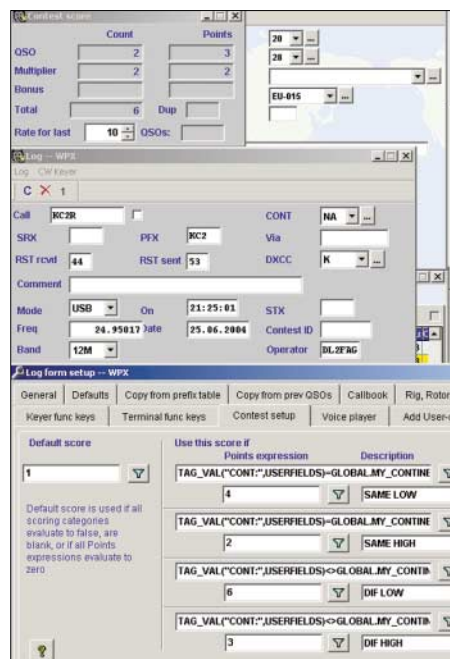 Contest score
Count Points
QSO 2 3
Multiplier 2 2
Bonus
Total 6 Dup
Rate for last 10 QSOs:
20
28
EU-015
Log -- WPX
Log CW Keyer
C X 1
Call KC2R CONT NA
SRX PFX KC2 Via
RST rcvd 44 RST sent 53 DXCC K
Comment
Mode USB On 21:25:01 STX
Freq 24.95017 Date 25.06.2004 Contest ID
Band 12M Operator DL2FAG
Log form setup -- WPX
General Defaults Copy from prefix table Copy from prev QSOs Callbook Rig, Rotor
Keyer func keys Terminal func keys Contest setup Voice player Add User-
Default score
1
Default score is used if all
scoring categories
evaluate to false, are
blank, or if all Points
expressions evaluate to
zero
Use this score if
Points expression Description
TAG_VAL("CONT:",USERFIELDS)=GLOBAL.MY_CONTINE
4 SAME LOW
TAG_VAL("CONT:",USERFIELDS)=GLOBAL.MY_CONTINE
2 SAME HIGH
TAG_VAL("CONT:",USERFIELDS)<>GLOBAL.MY_CONTIN
6 DIF LOW
TAG_VAL("CONT:",USERFIELDS)<>GLOBAL.MY_CONTIN
3 DIF HIGH
?